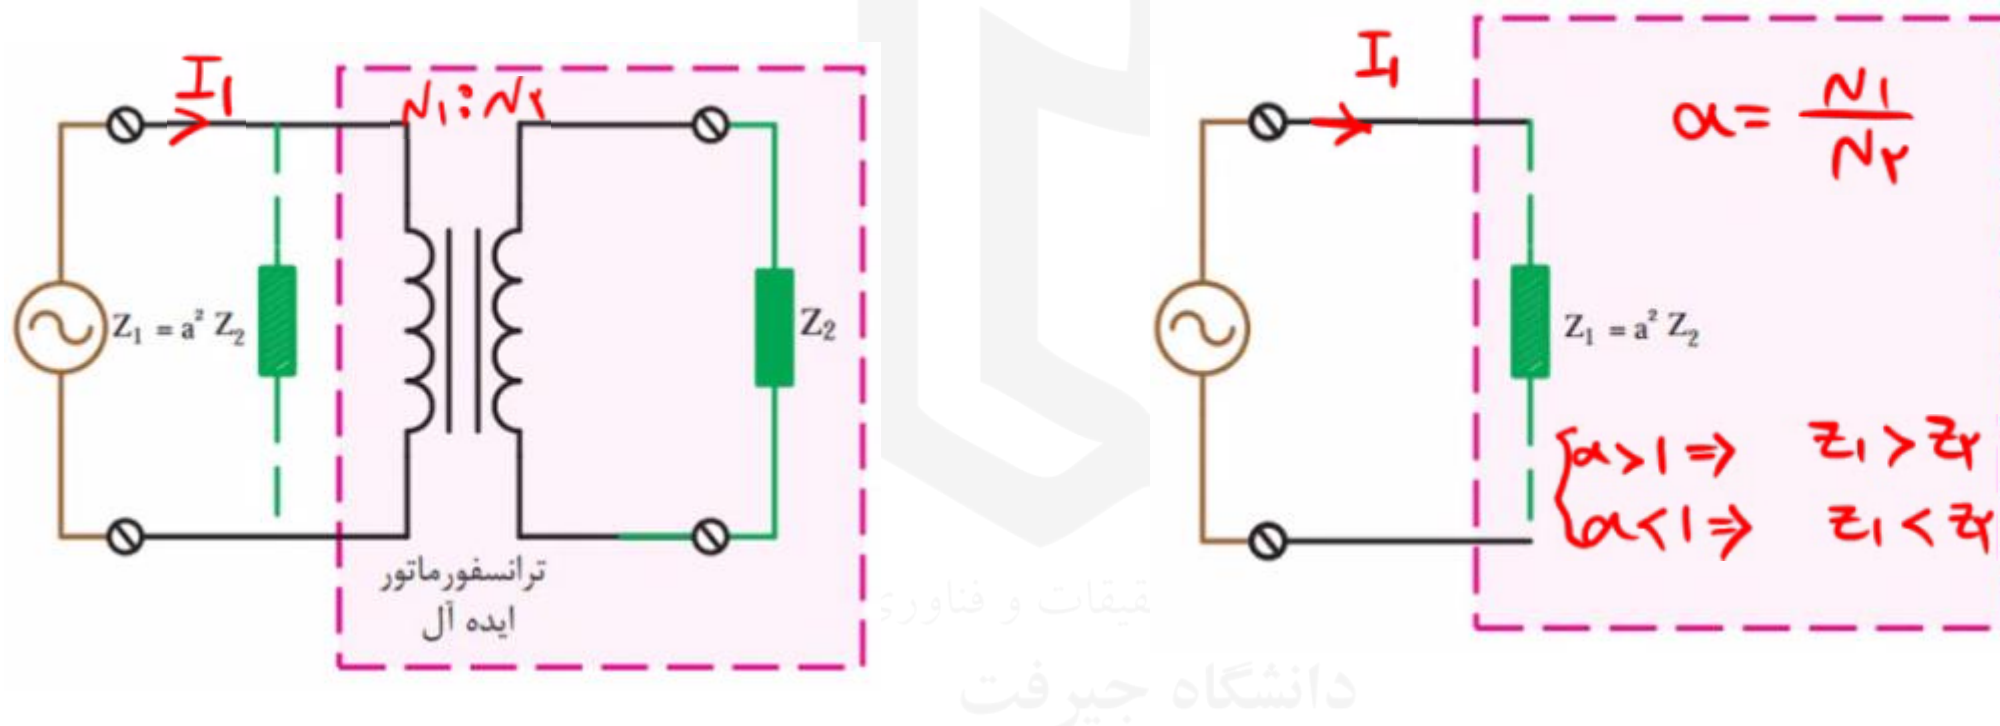 I₁
N₁ : N₂
Z₁ = a² Z₂
Z₂
ترانسفورماتور
ایده آل
I₁
a = N₁ / N₂
Z₁ = a² Z₂
a > 1 ⇒ Z₁ > Z₂
a < 1 ⇒ Z₁ < Z₂
و فناوری
دانشگاه جیرفت